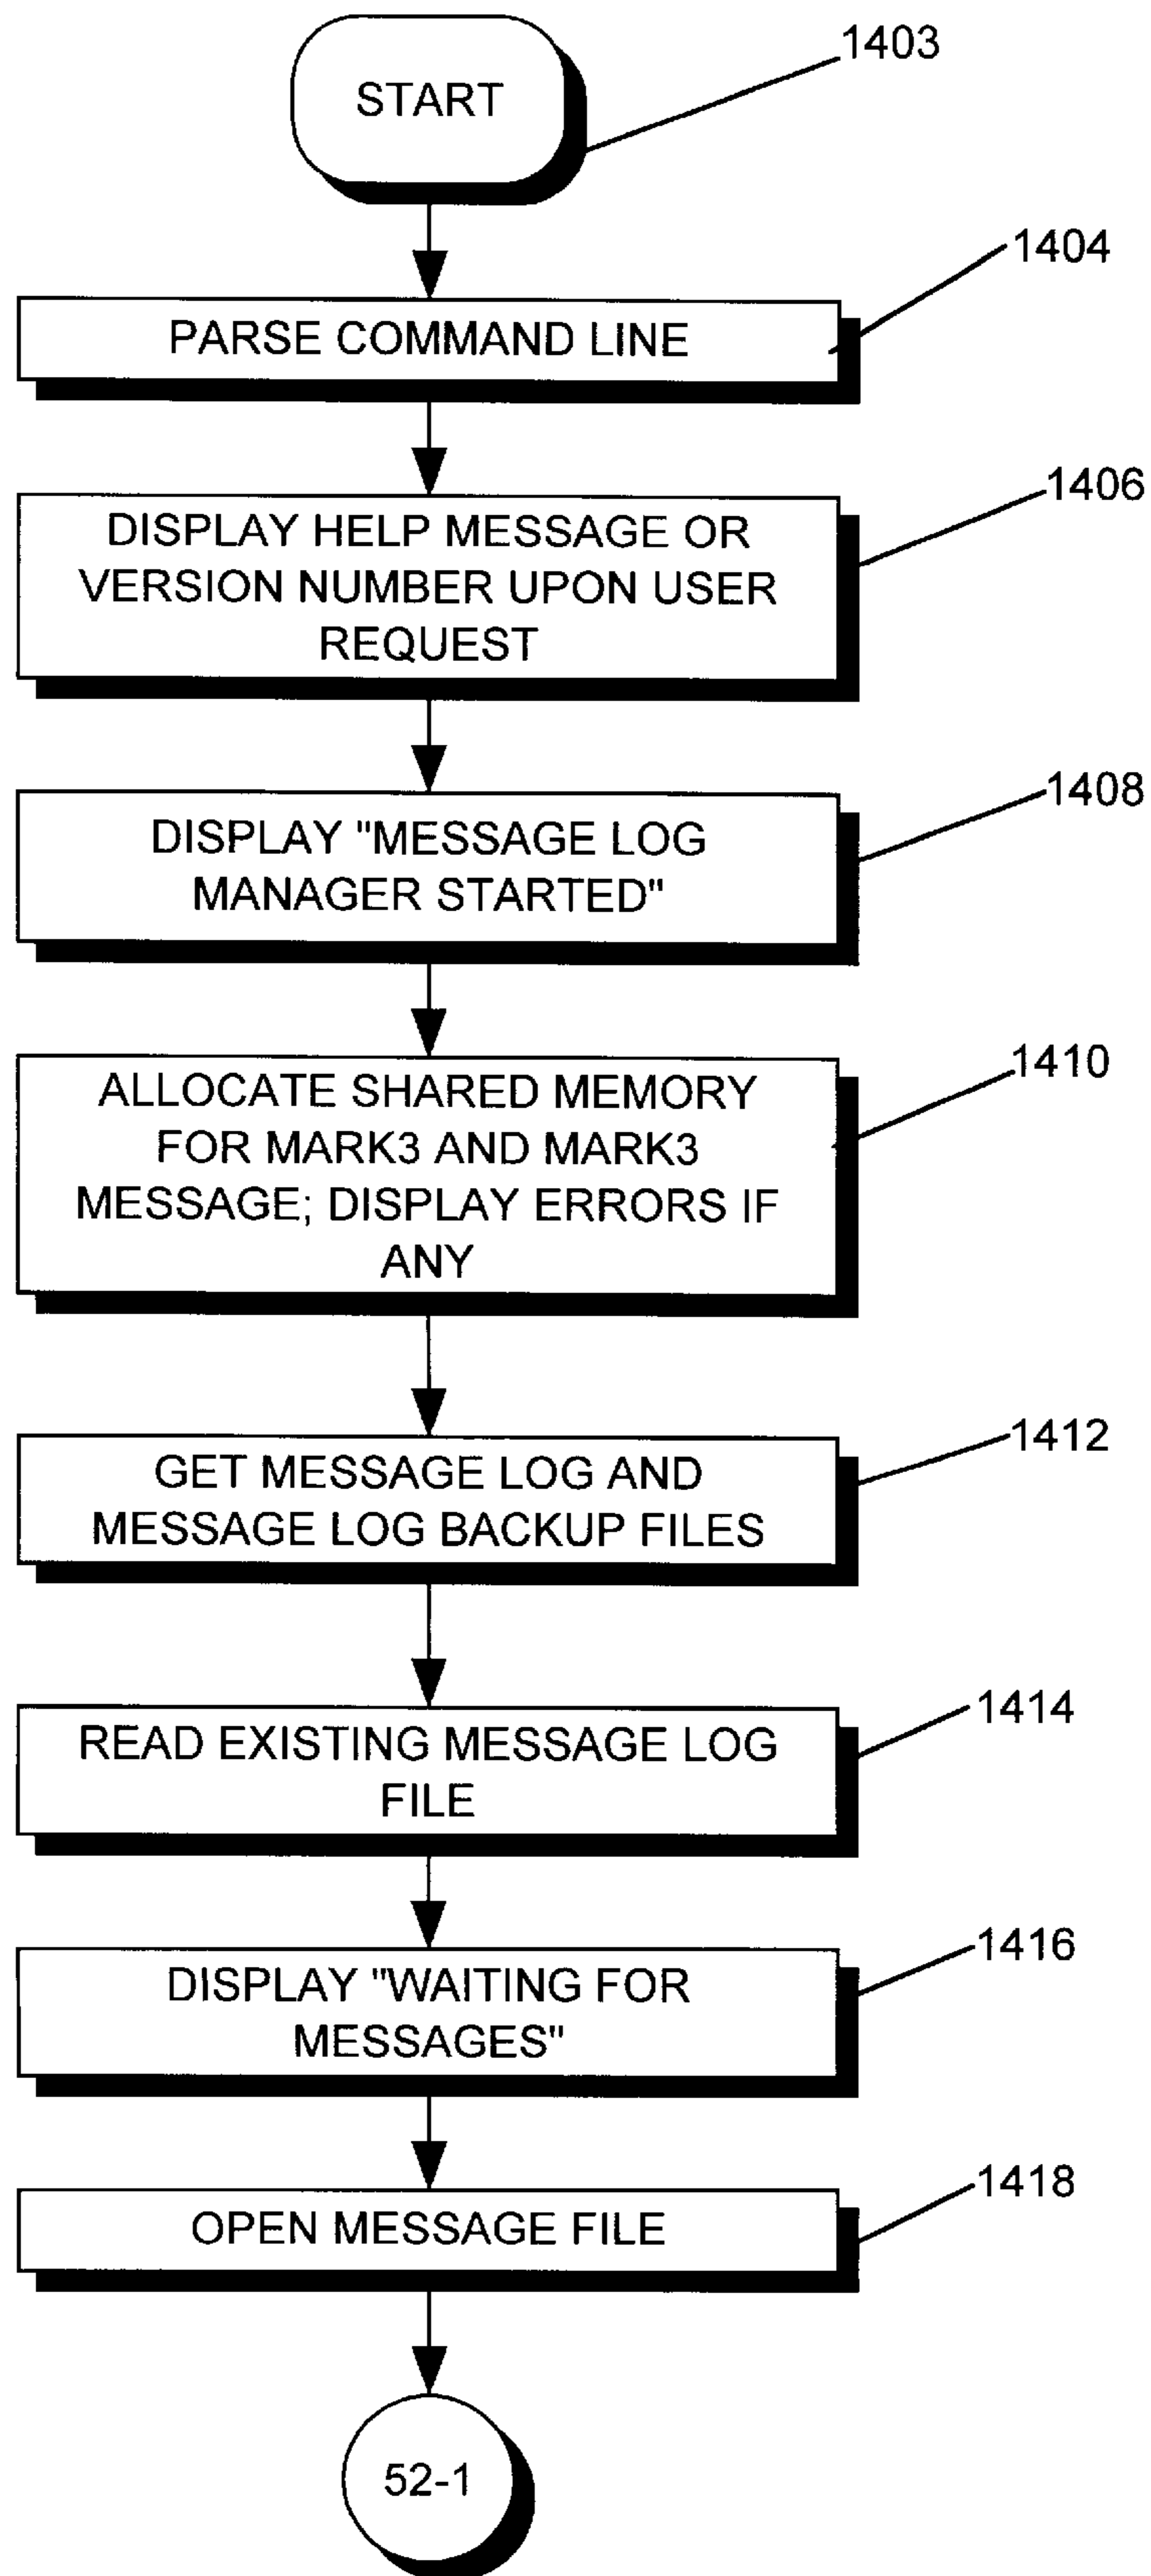 START
1403
1404
PARSE COMMAND LINE
1406
DISPLAY HELP MESSAGE OR
VERSION NUMBER UPON USER
REQUEST
1408
DISPLAY "MESSAGE LOG
MANAGER STARTED"
1410
ALLOCATE SHARED MEMORY
FOR MARK3 AND MARK3
MESSAGE; DISPLAY ERRORS IF
ANY
1412
GET MESSAGE LOG AND
MESSAGE LOG BACKUP FILES
1414
READ EXISTING MESSAGE LOG
FILE
1416
DISPLAY "WAITING FOR
MESSAGES"
1418
OPEN MESSAGE FILE
52-1